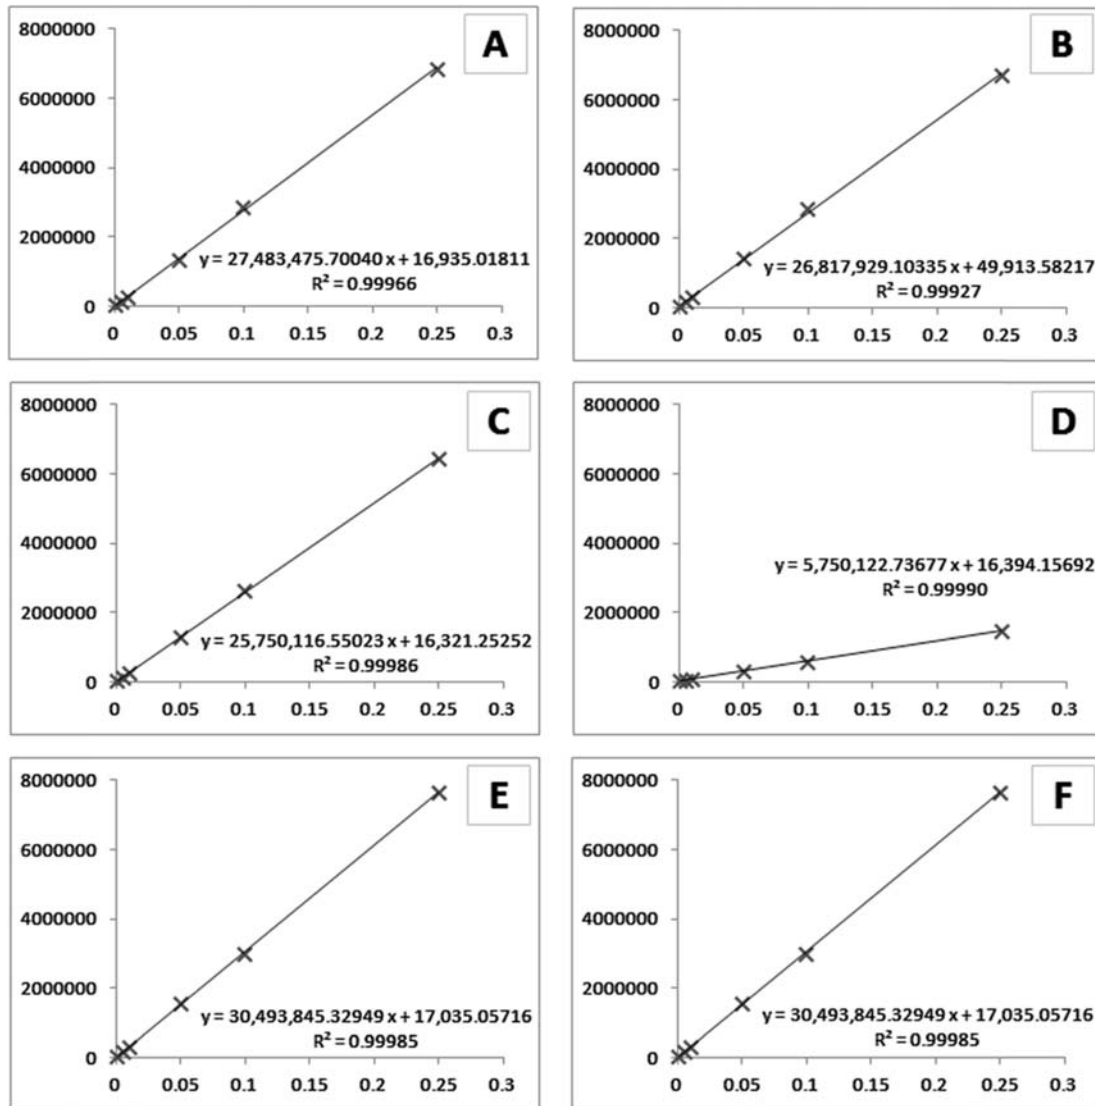 8000000
A
6000000
4000000
2000000
y = 27,483,475.70040 x + 16,935.01811
R² = 0.99966
0
0 0.05 0.1 0.15 0.2 0.25 0.3
8000000
B
6000000
4000000
2000000
y = 26,817,929.10335 x + 49,913.58217
R² = 0.99927
0
0 0.05 0.1 0.15 0.2 0.25 0.3
8000000
C
6000000
4000000
2000000
y = 25,750,116.55023 x + 16,321.25252
R² = 0.99986
0
0 0.05 0.1 0.15 0.2 0.25 0.3
8000000
D
6000000
4000000
y = 5,750,122.73677 x + 16,394.15692
R² = 0.99990
2000000
0
0 0.05 0.1 0.15 0.2 0.25 0.3
8000000
E
6000000
4000000
2000000
y = 30,493,845.32949 x + 17,035.05716
R² = 0.99985
0
0 0.05 0.1 0.15 0.2 0.25 0.3
8000000
F
6000000
4000000
2000000
y = 30,493,845.32949 x + 17,035.05716
R² = 0.99985
0
0 0.05 0.1 0.15 0.2 0.25 0.3